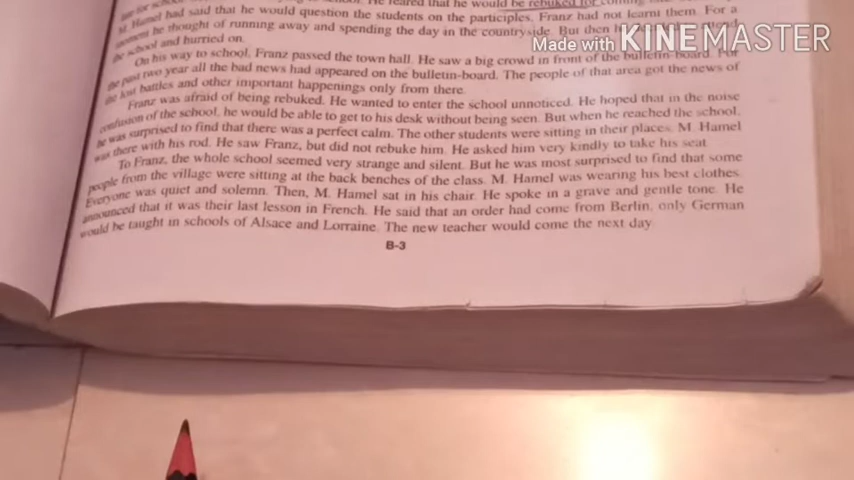 He feared that he would be rebuked for
M. Hamel had said that he would question the students on the participles. Franz had not learnt them. For a
moment he thought of running away and spending the day in the countryside. But then
the school and hurried on.
Made with KINEMASTER
On his way to school, Franz passed the town hall. He saw a big crowd in front of the bulletin-board. For
the past two year all the bad news had appeared on the bulletin-board. The people of that area got the news of
the lost battles and other important happenings only from there.
Franz was afraid of being rebuked. He wanted to enter the school unnoticed. He hoped that in the noise
confusion of the school, he would be able to get to his desk without being seen. But when he reached the school,
he was surprised to find that there was a perfect calm. The other students were sitting in their places. M. Hamel
was there with his rod. He saw Franz, but did not rebuke him. He asked him very kindly to take his seat.
To Franz, the whole school seemed very strange and silent. But he was most surprised to find that some
people from the village were sitting at the back benches of the class. M. Hamel was wearing his best clothes.
Everyone was quiet and solemn. Then, M. Hamel sat in his chair. He spoke in a grave and gentle tone. He
announced that it was their last lesson in French. He said that an order had come from Berlin, only German
would be taught in schools of Alsace and Lorraine. The new teacher would come the next day.
B-3